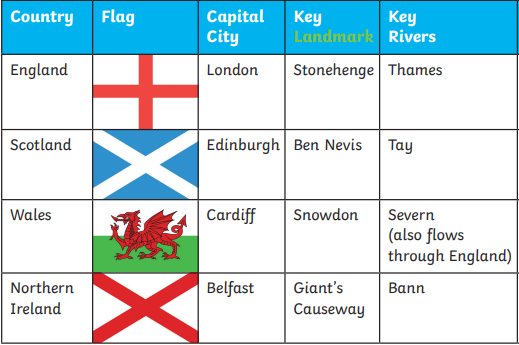 Country Flag Capital City Key Landmark Key Rivers
England London Stonehenge Thames
Scotland Edinburgh Ben Nevis Tay
Wales Cardiff Snowdon Severn
(also flows
through England)
Northern Ireland Belfast Giant's Causeway Bann